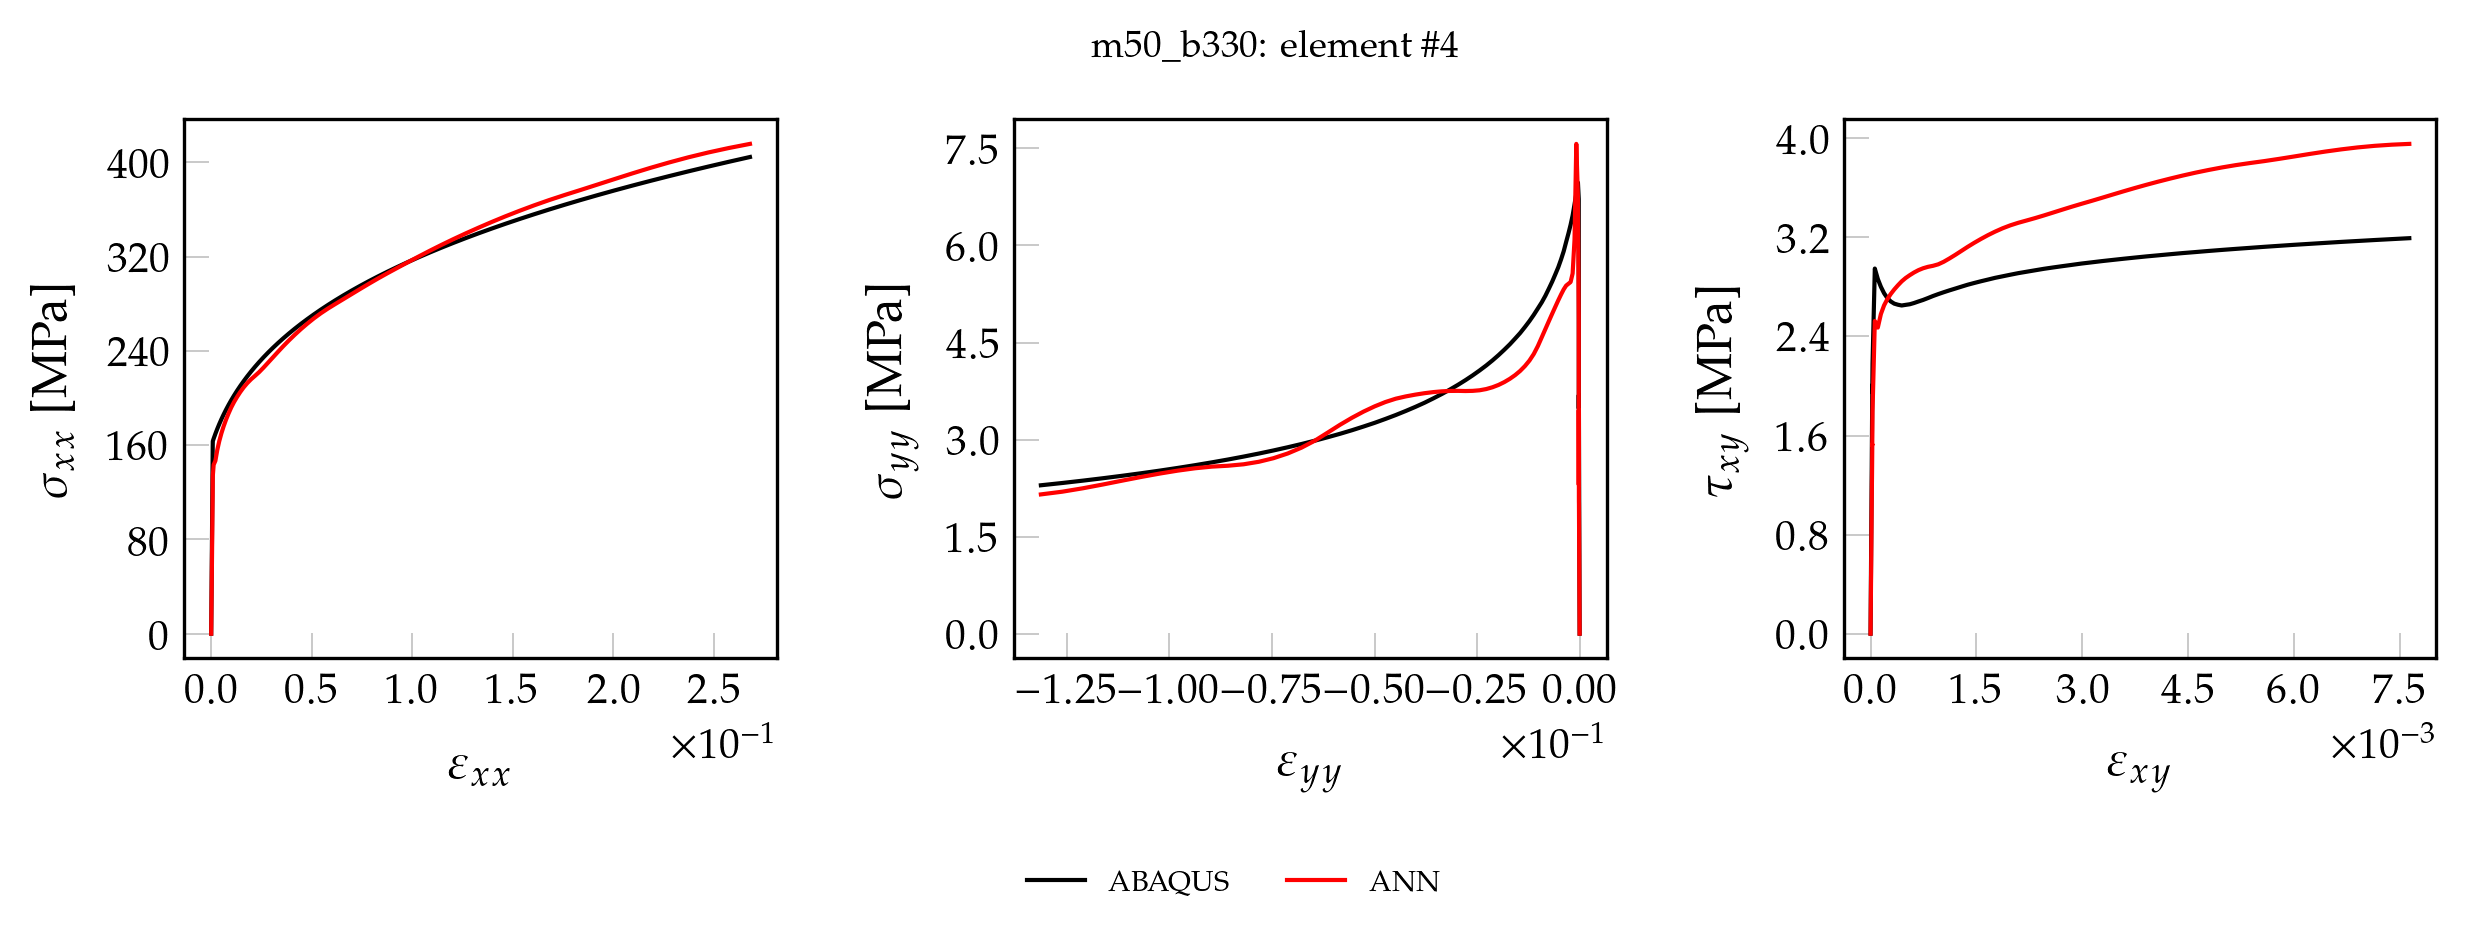 m50_b330: element #4
σxx [MPa]
400
320
240
160
80
0
0.0 0.5 1.0 1.5 2.0 2.5
×10−1
εxx
σyy [MPa]
7.5
6.0
4.5
3.0
1.5
0.0
−1.25 −1.00 −0.75 −0.50 −0.25 0.00
×10−1
εyy
τxy [MPa]
4.0
3.2
2.4
1.6
0.8
0.0
0.0 1.5 3.0 4.5 6.0 7.5
×10−3
εxy
ABAQUS ANN